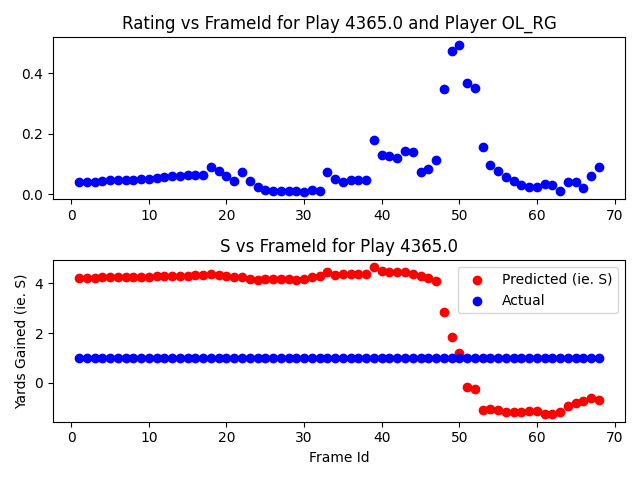 Rating vs FrameId for Play 4365.0 and Player OL_RG
0.4
0.2
0.0
0 10 20 30 40 50 60 70
S vs FrameId for Play 4365.0
Yards Gained (ie. S)
4
2
0
Predicted (ie. S)
Actual
0 10 20 30 40 50 60 70
Frame Id